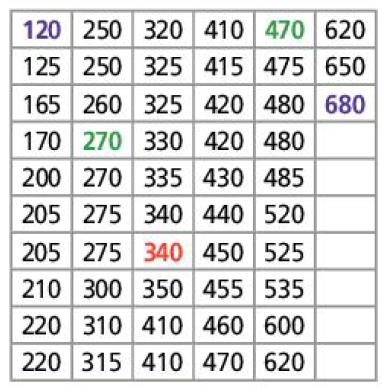 120 250 320 410 470 620
125 250 325 415 475 650
165 260 325 420 480 680
170 270 330 420 480
200 270 335 430 485
205 275 340 440 520
205 275 340 450 525
210 300 350 455 535
220 310 410 460 600
220 315 410 470 620